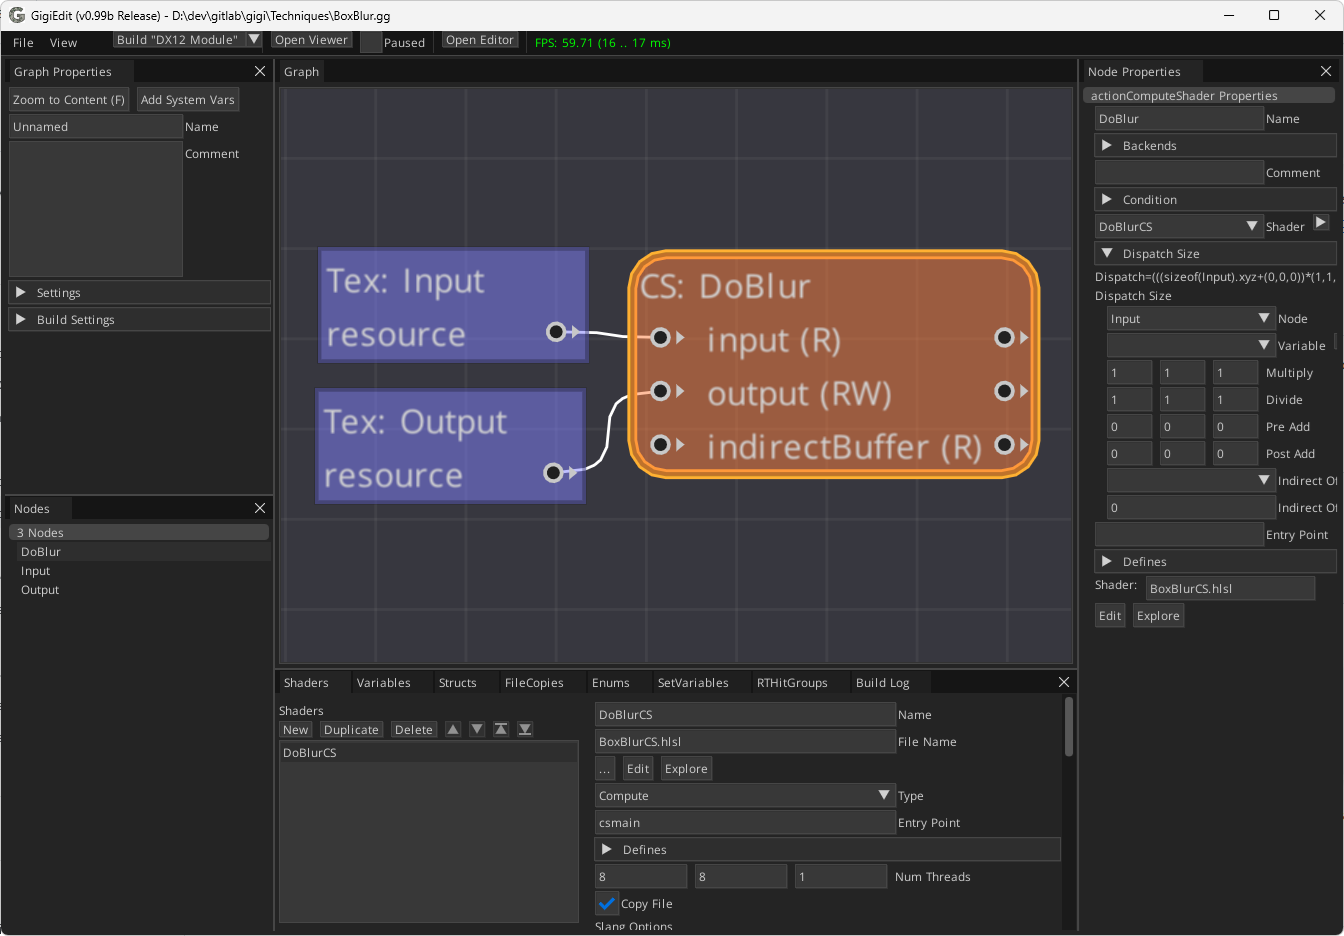 GigiEdit (v0.99b Release) - D:\dev\gitlab\gigi\Techniques\BoxBlur.gg
File View Build "DX12 Module" Open Viewer Paused Open Editor FPS: 59.71 (16 .. 17 ms)
Graph Properties
Zoom to Content (F) Add System Vars
Unnamed Name
Comment
Settings
Build Settings
Nodes
3 Nodes
DoBlur
Input
Output
Graph
Tex: Input
resource
Tex: Output
resource
CS: DoBlur
input (R)
output (RW)
indirectBuffer (R)
Shaders Variables Structs FileCopies Enums SetVariables RTHitGroups Build Log
Shaders
New Duplicate Delete
DoBlurCS
DoBlurCS Name
BoxBlurCS.hlsl File Name
... Edit Explore
Compute Type
csmain Entry Point
Defines
8 8 1 Num Threads
Copy File
Slang Options
Node Properties
actionComputeShader Properties
DoBlur Name
Backends
Comment
Condition
DoBlurCS Shader
Dispatch Size
Dispatch=(((sizeof(Input).xyz+(0,0,0))*(1,1,
Dispatch Size
Input Node
Variable
1 1 1 Multiply
1 1 1 Divide
0 0 0 Pre Add
0 0 0 Post Add
Indirect Of
0 Indirect Of
Entry Point
Defines
Shader: BoxBlurCS.hlsl
Edit Explore